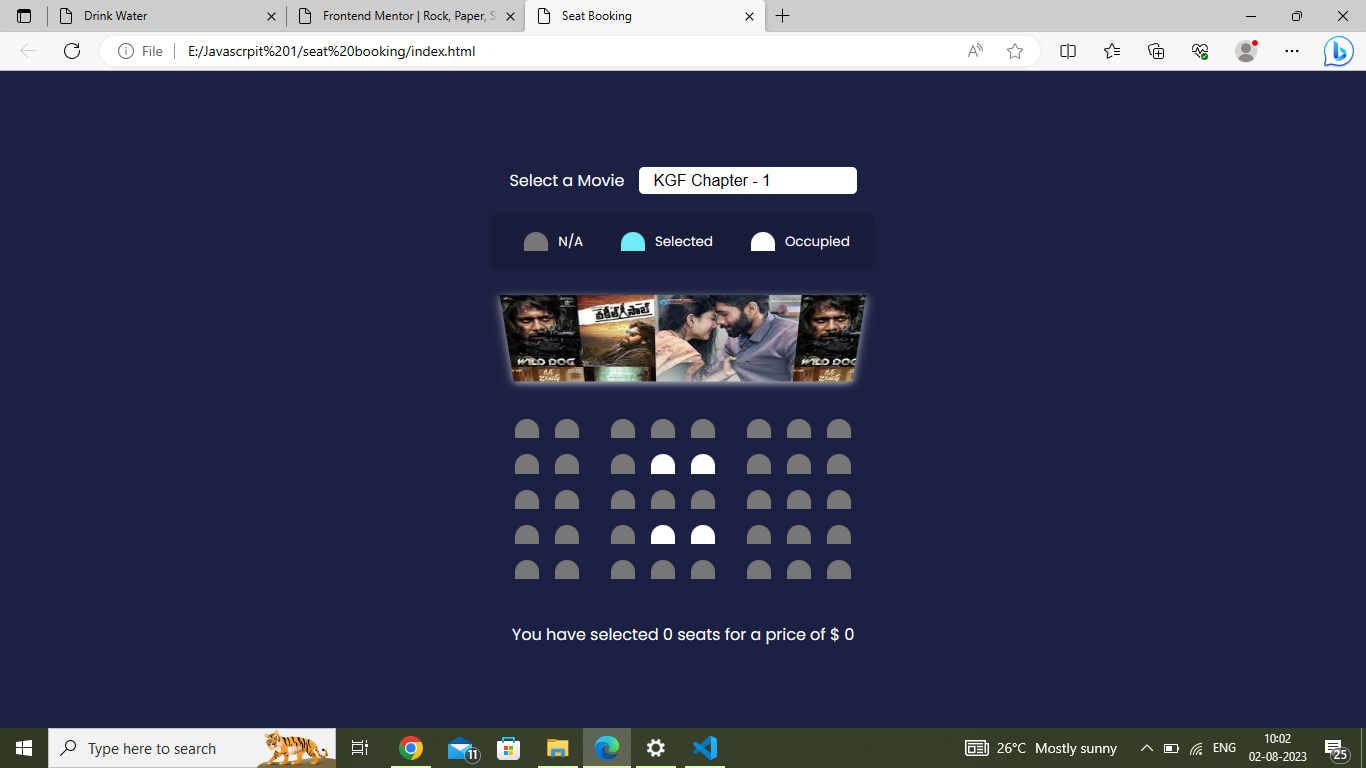 Drink Water
Frontend Mentor | Rock, Paper, S
Seat Booking
File
E:/Javascrpit%201/seat%20booking/index.html
Select a Movie
KGF Chapter - 1
N/A
Selected
Occupied
వకీల్ సాబ్
WILD DOG
WILD DOG
You have selected 0 seats for a price of $ 0
Type here to search
11
26°C Mostly sunny
ENG
10:02
02-08-2023
25